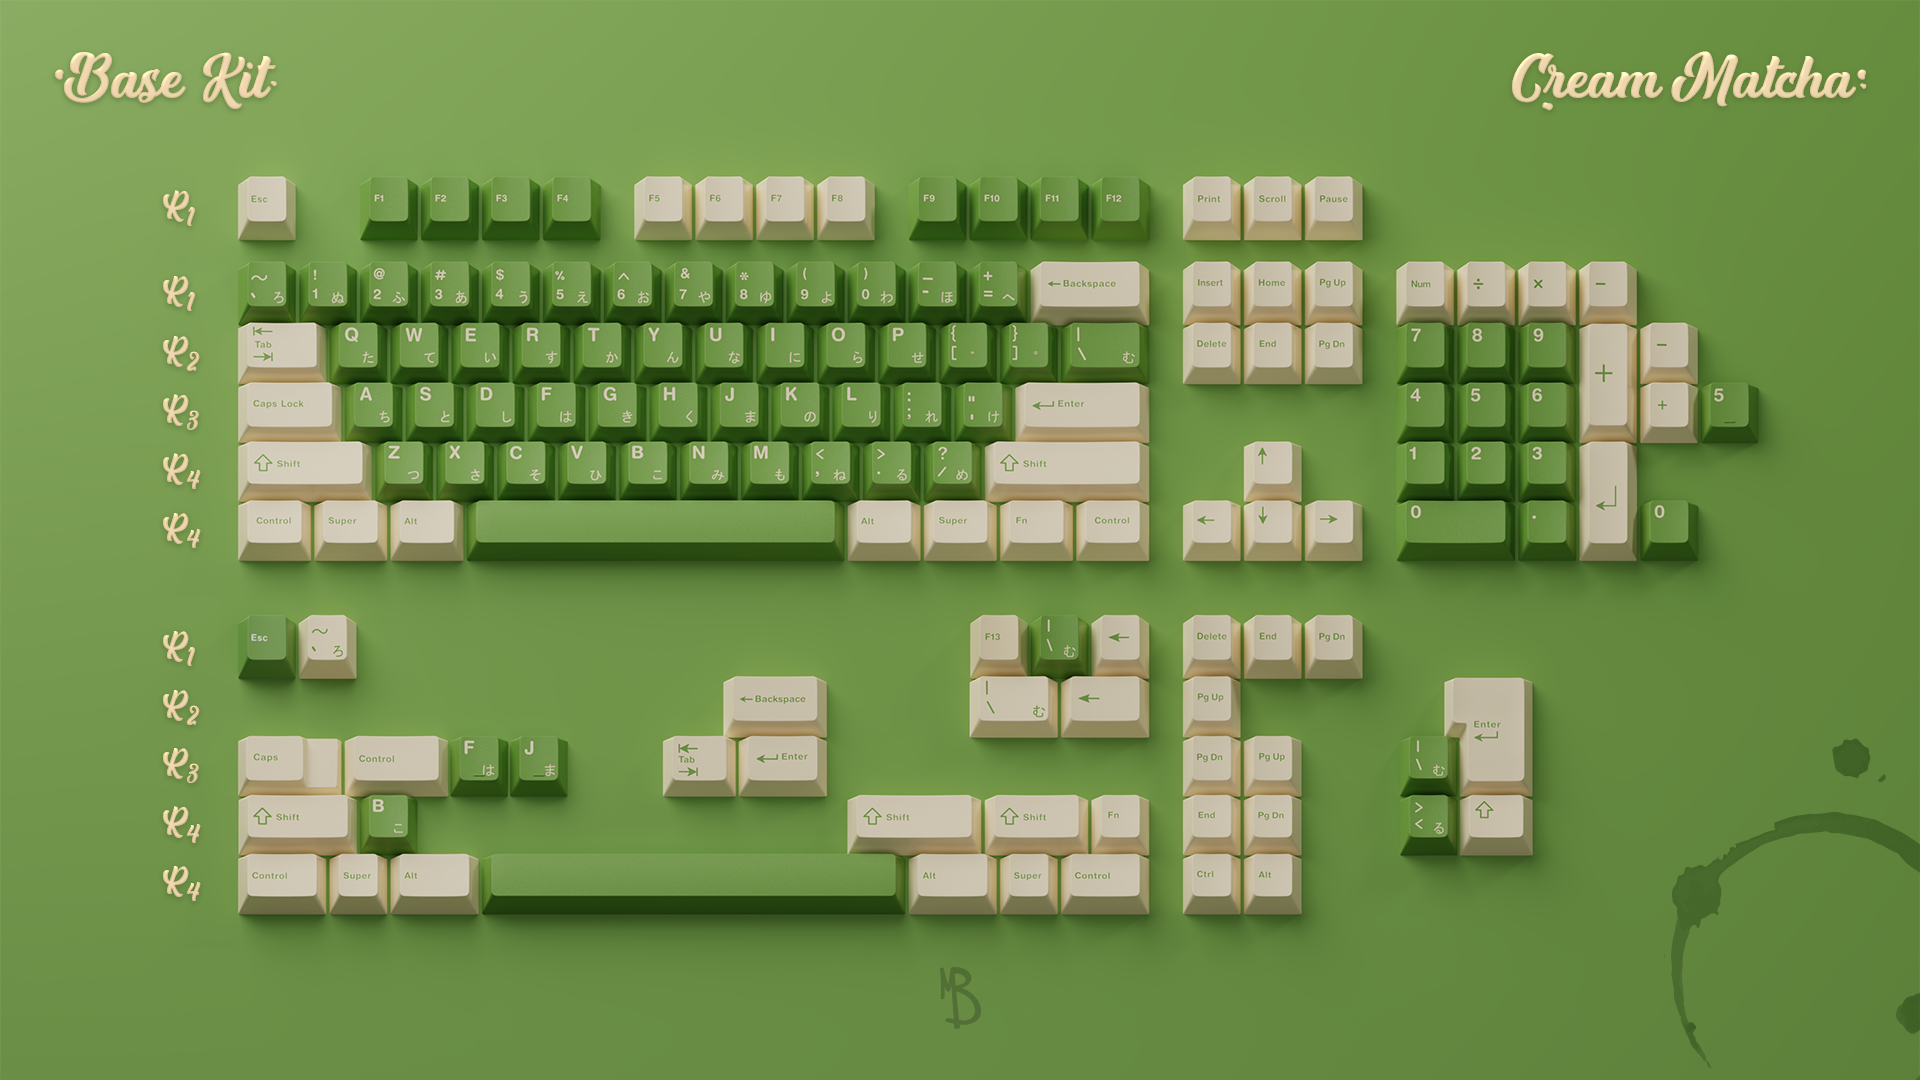 Base Kit
Cream Matcha
R1
Esc F1 F2 F3 F4 F5 F6 F7 F8 F9 F10 F11 F12 Print Scroll Pause
R1
~ ` ろ ! 1 ぬ @ 2 ふ # 3 あ $ 4 う % 5 え ^ 6 お & 7 や * 8 ゆ ( 9 よ ) 0 わ _ - ほ + = へ ← Backspace Insert Home Pg Up Num ÷ × −
R2
Tab Q た W て E い R す T か Y ん U な I に O ら P せ { [ ゛ } ] ゜ | \ む Delete End Pg Dn 7 8 9 + −
R3
Caps Lock A ち S と D し F は G き H く J ま K の L り : ; れ " ' け Enter 4 5 6 + 5
R4
Shift Z つ X さ C そ V ひ B こ N み M も < , ね > . る ? / め Shift ↑ 1 2 3
R4
Control Super Alt Alt Super Fn Control ← ↓ → 0 . 0
R1
Esc ~ ` ろ F13 | \ む ← Delete End Pg Dn
R2
← Backspace | \ む ← Pg Up Enter
R3
Caps Control F は J ま Tab Enter Pg Dn Pg Up | \ む
R4
Shift B こ Shift Shift Fn End Pg Dn > < る
R4
Control Super Alt Alt Super Control Ctrl Alt
MB